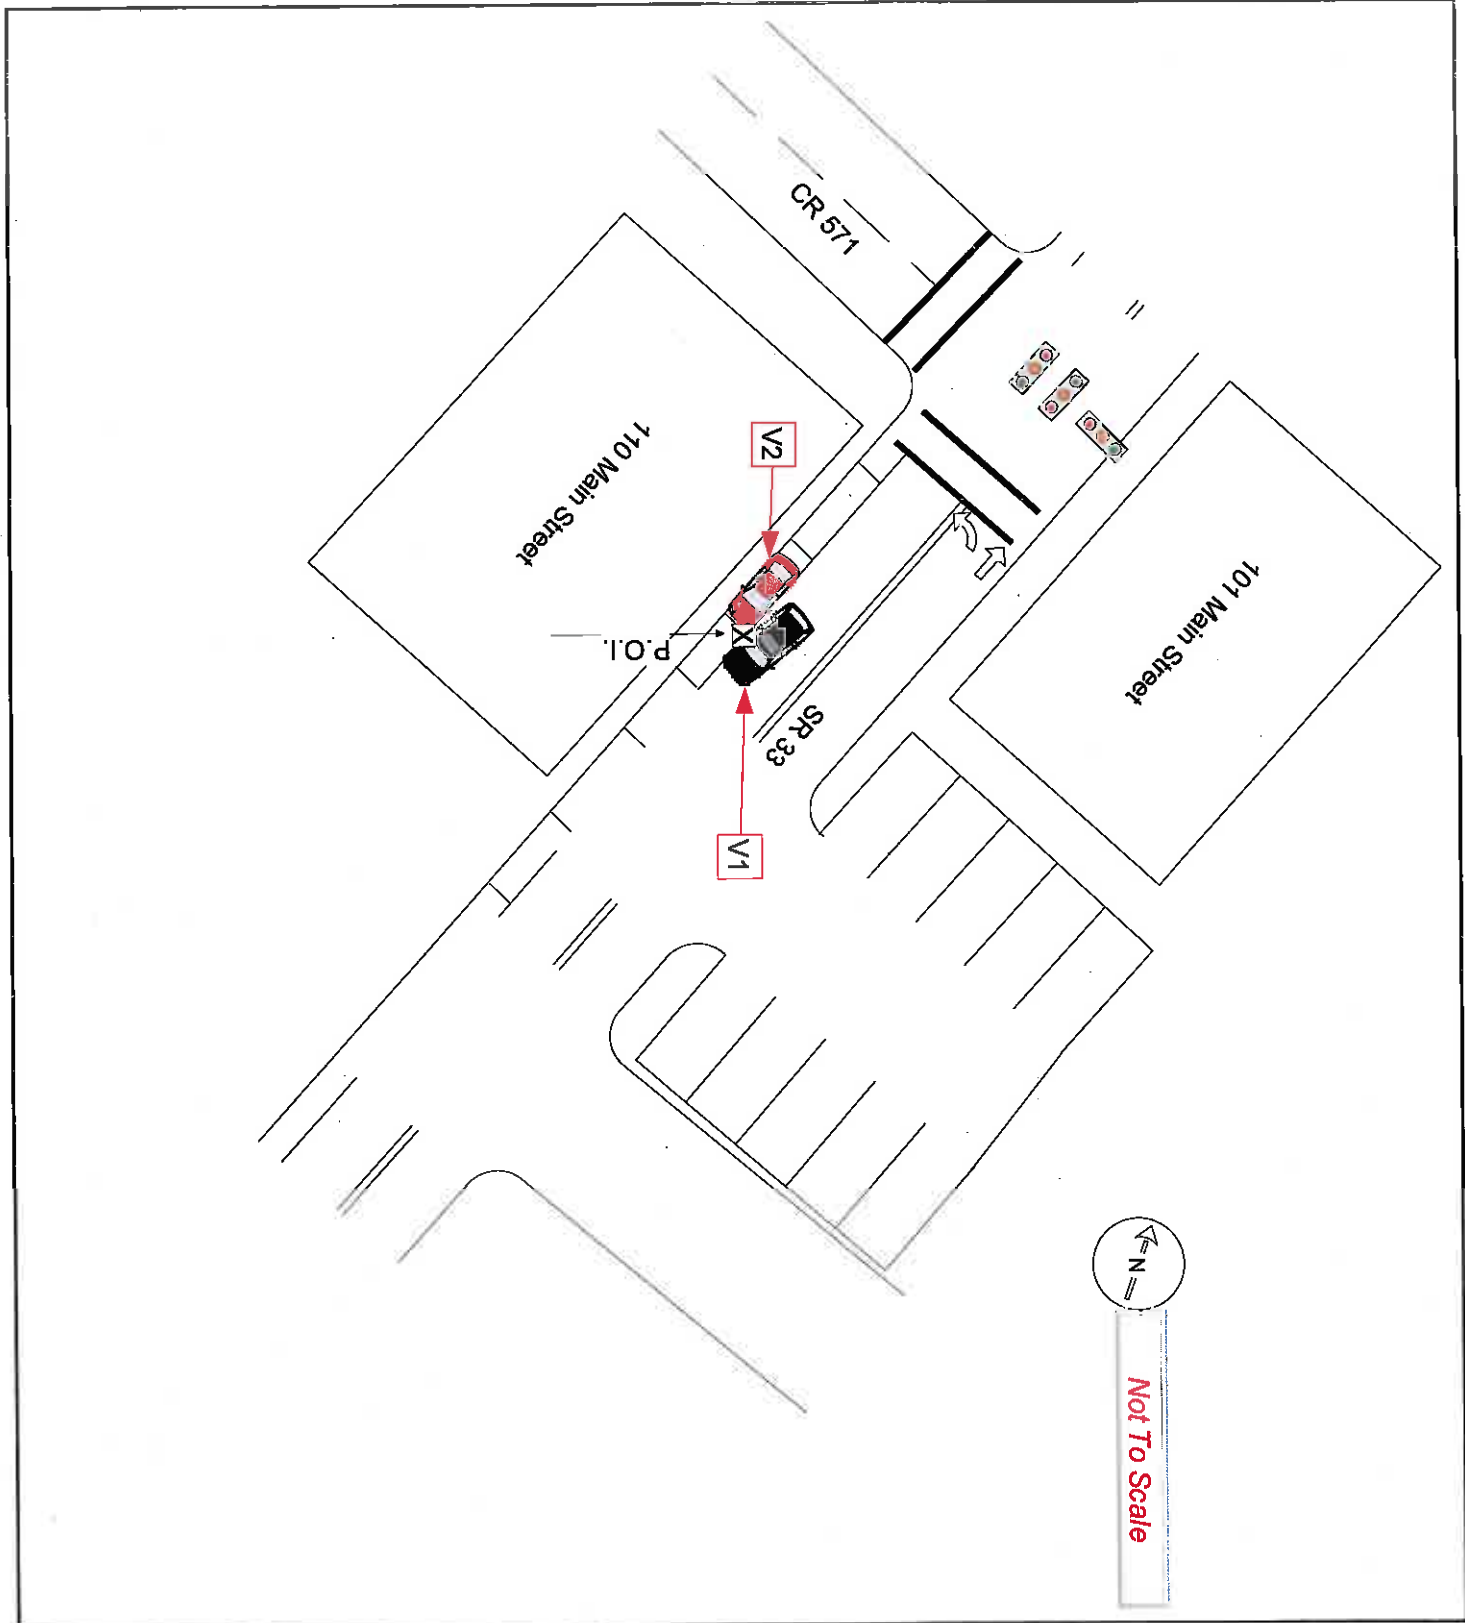 CR 571
110 Main Street
V2
P.O.I.
X
101 Main Street
SR 33
V1
N
Not To Scale